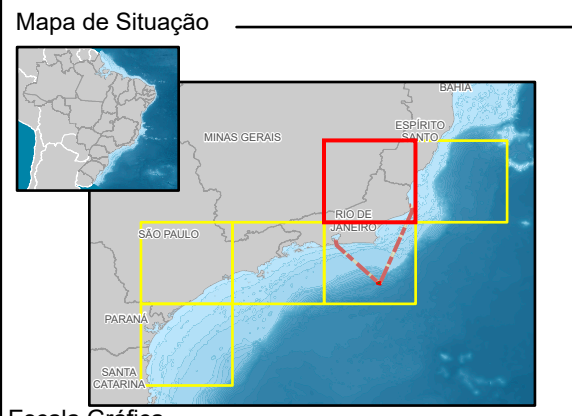 Mapa de Situação
BAHIA
ESPÍRITO
SANTO
MINAS GERAIS
RIO DE
JANEIRO
SÃO PAULO
PARANÁ
SANTA
CATARINA
Escala Gráfica